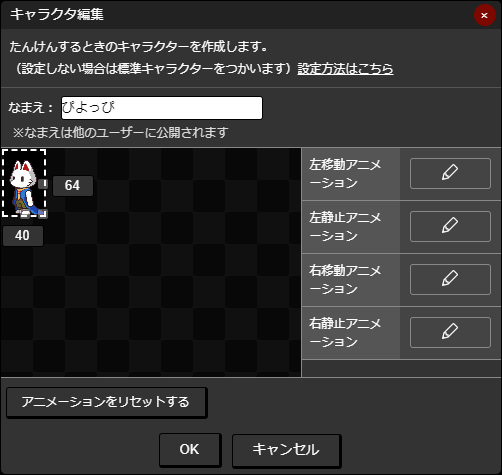 キャラクタ編集
×
たんけんするときのキャラクターを作成します。
（設定しない場合は標準キャラクターをつかいます）設定方法はこちら
なまえ：ぴよっぴ
※なまえは他のユーザーに公開されます
64
40
左移動アニメ
ーション
左静止アニメ
ーション
右移動アニメ
ーション
右静止アニメ
ーション
アニメーションをリセットする
OK
キャンセル